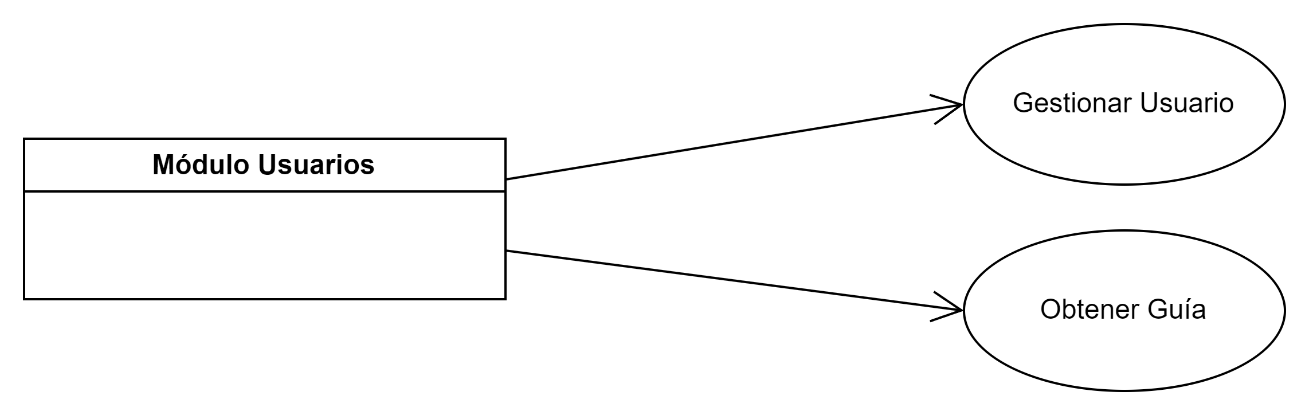 Gestionar Usuario
Módulo Usuarios
Obtener Guía